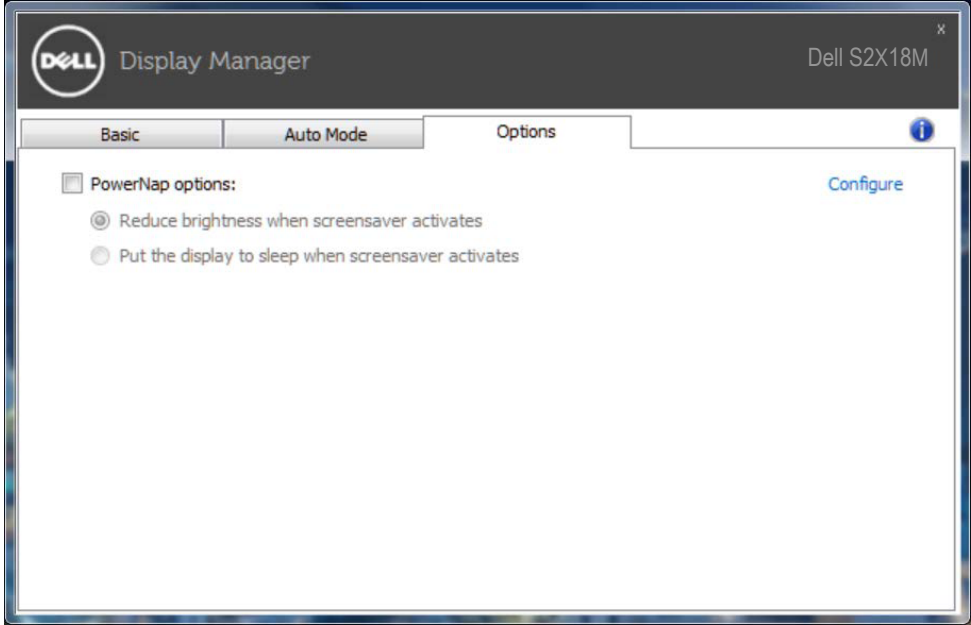 DELL Display Manager
x
Dell S2X18M
Basic Auto Mode Options i
PowerNap options: Configure
Reduce brightness when screensaver activates
Put the display to sleep when screensaver activates